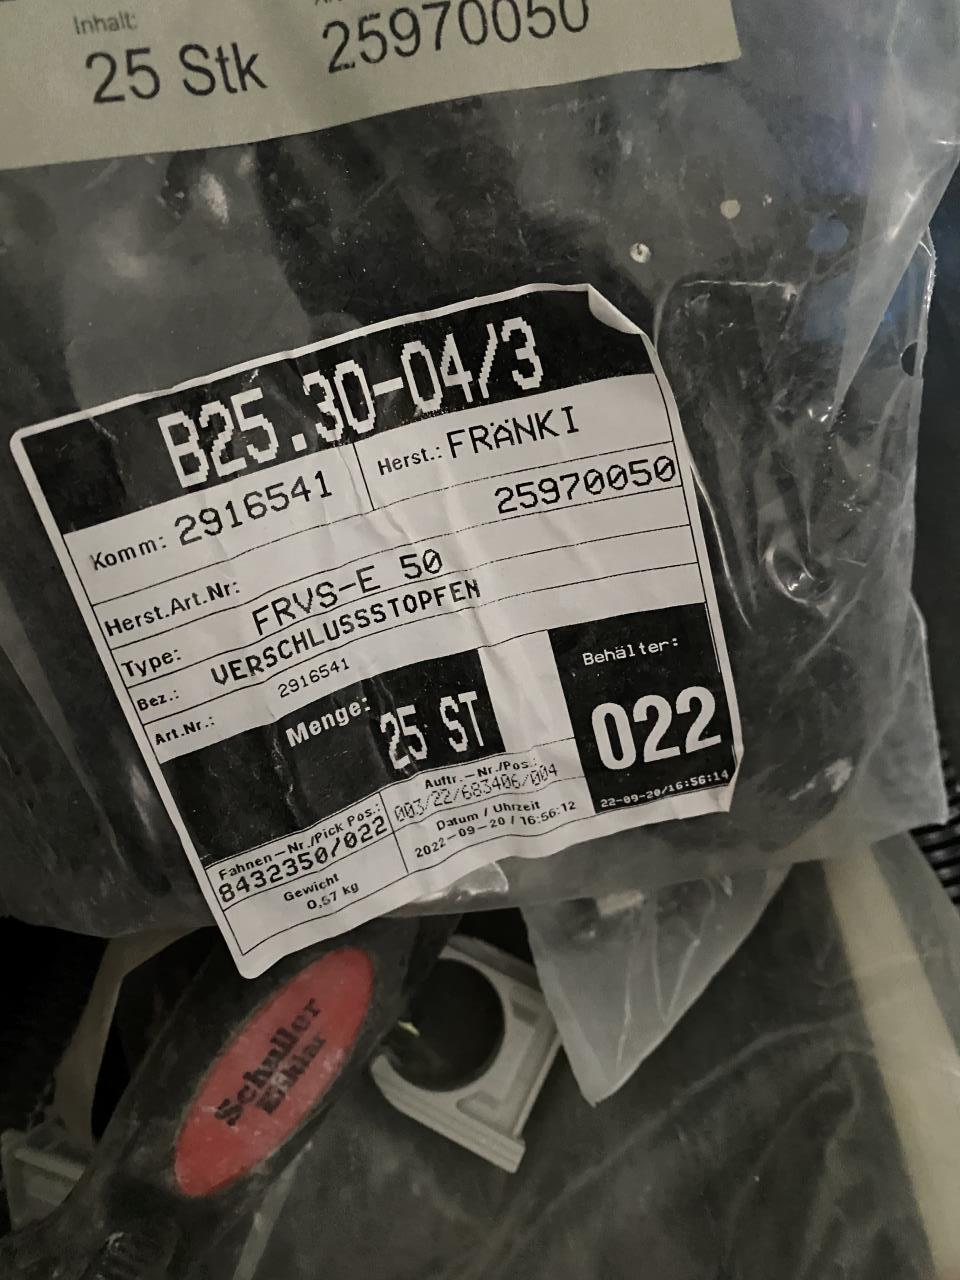 Inhalt:
25 Stk 25970050
B25.30-04/3
Komm: 2916541 Herst.: FRÄNKI
Herst.Art.Nr: 25970050
Type: FRVS-E 50
Bez.: VERSCHLUSSSTOPFEN
Art.Nr.: 2916541
Menge: 25 ST
Behälter:
022
22-09-20/16:56:14
Fahnen-Nr./Pick Pos.:
8432350/022
Auftr.-Nr./Pos.:
003/22/683406/004
Gewicht
0,57 kg
Datum / Uhrzeit
2022-09-20 / 16:56:12
Schuller
Eh'klar